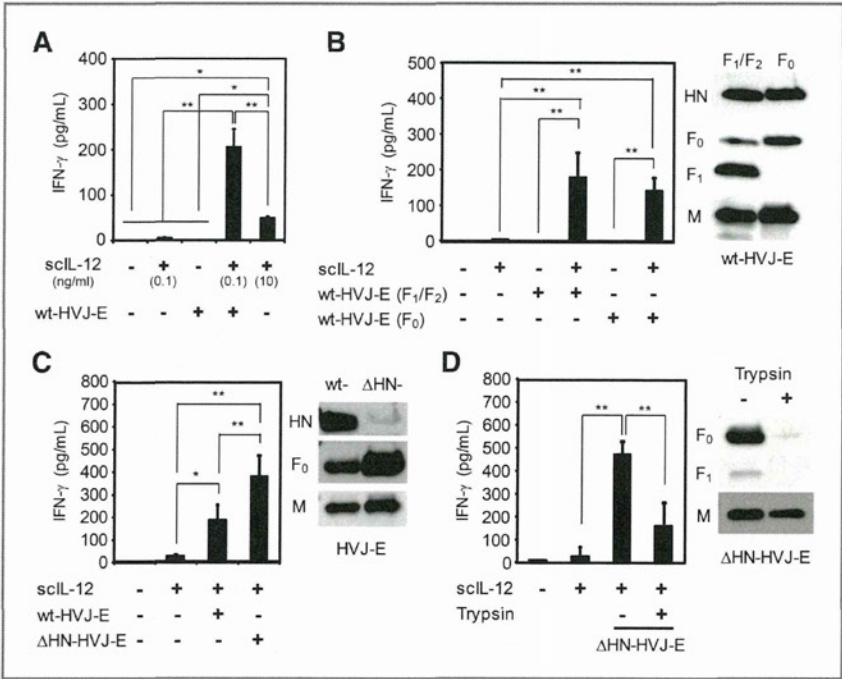 A
400
300
200
100
0
IFN-γ (pg/mL)
*
*
** **
scIL-12 - + - + +
(ng/ml) (0.1) (0.1) (10)
wt-HVJ-E - - + + -
B
500
400
300
200
100
0
IFN-γ (pg/mL)
**
**
**
**
scIL-12 - + - + - +
wt-HVJ-E (F1/F2) - - + + - -
wt-HVJ-E (F0) - - - - + +
F1/F2 F0
HN
F0
F1
M
wt-HVJ-E
C
800
700
600
500
400
300
200
100
0
IFN-γ (pg/mL)
**
**
*
scIL-12 - + + +
wt-HVJ-E - - + -
ΔHN-HVJ-E - - - +
wt- ΔHN-
HN
F0
M
HVJ-E
D
800
700
600
500
400
300
200
100
0
IFN-γ (pg/mL)
** **
scIL-12 - + + +
Trypsin - +
ΔHN-HVJ-E
Trypsin
- +
F0
F1
M
ΔHN-HVJ-E